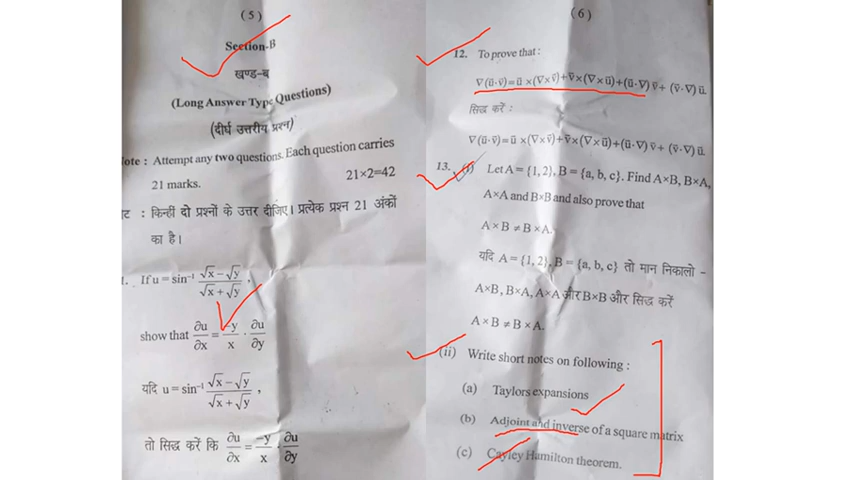 (5)
Section-B
खण्ड-ब
(Long Answer Type Questions)
(दीर्घ उत्तरीय प्रश्न)
ote : Attempt any two questions. Each question carries
21 marks. 21×2=42
ट : किन्हीं दो प्रश्नों के उत्तर दीजिए। प्रत्येक प्रश्न 21 अंकों
का है।
1. If u = sin⁻¹ (√x − √y)/(√x + √y) ,
show that ∂u/∂x = −y/x · ∂u/∂y
यदि u = sin⁻¹ (√x − √y)/(√x + √y) ,
तो सिद्ध करें कि ∂u/∂x = −y/x · ∂u/∂y
(6)
12. To prove that :
∇(ū·v̄)=ū ×(∇×v̄)+v̄×(∇×ū)+(ū·∇) v̄+ (v̄·∇) ū.
सिद्ध करें :
∇(ū·v̄)=ū ×(∇×v̄)+v̄×(∇×ū)+(ū·∇) v̄+ (v̄·∇) ū.
13. (i) Let A = {1, 2}, B = {a, b, c}. Find A×B, B×A,
A×A and B×B and also prove that
A × B ≠ B × A.
यदि A = {1, 2}, B = {a, b, c} तो मान निकालो -
A×B, B×A, A×A और B×B और सिद्ध करें
A × B ≠ B × A.
(ii) Write short notes on following :
(a) Taylors expansions
(b) Adjoint and inverse of a square matrix
(c) Cayley Hamilton theorem.